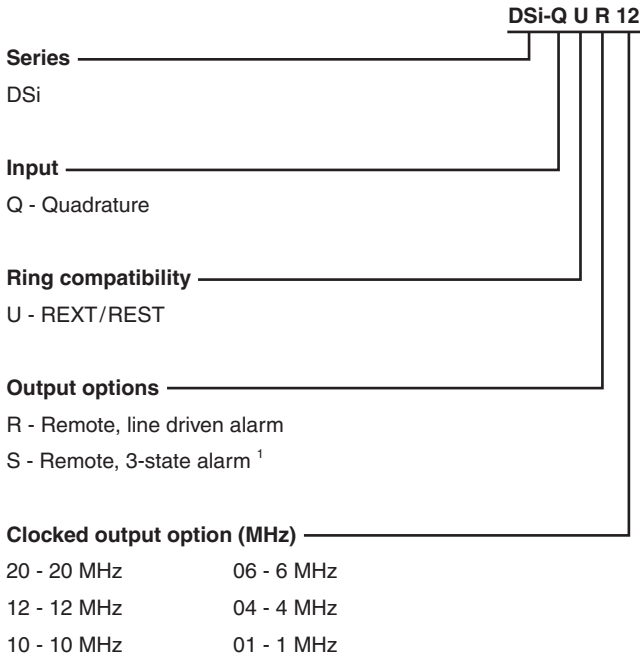 DSi-Q U R 12
Series
DSi
Input
Q - Quadrature
Ring compatibility
U - REXT/REST
Output options
R - Remote, line driven alarm
S - Remote, 3-state alarm 1
Clocked output option (MHz)
20 - 20 MHz 06 - 6 MHz
12 - 12 MHz 04 - 4 MHz
10 - 10 MHz 01 - 1 MHz